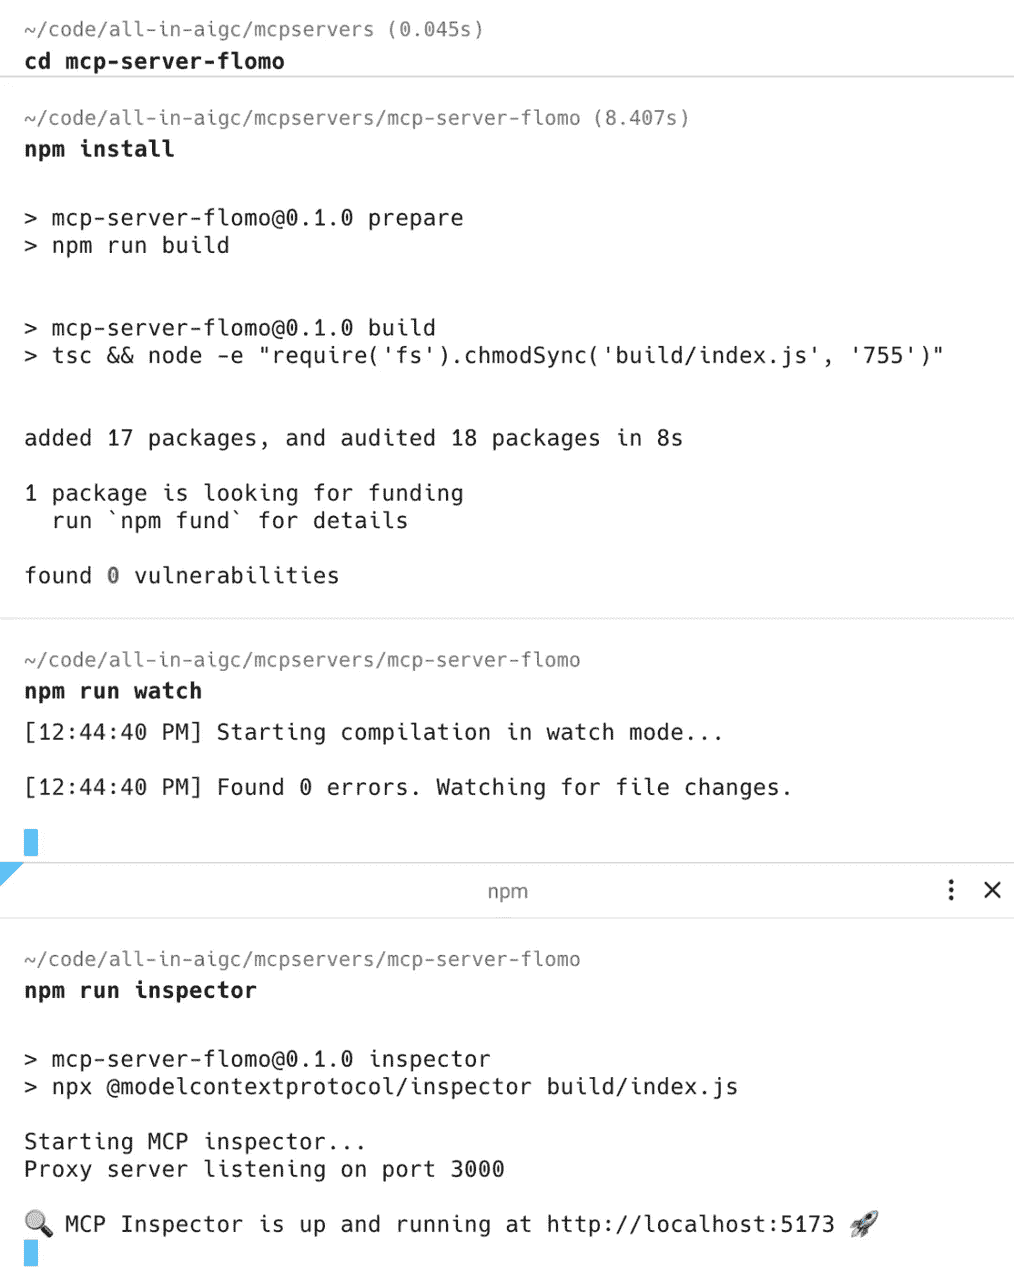 ~/code/all-in-aigc/mcpservers (0.045s)
cd mcp-server-flomo
~/code/all-in-aigc/mcpservers/mcp-server-flomo (8.407s)
npm install
> mcp-server-flomo@0.1.0 prepare
> npm run build
> mcp-server-flomo@0.1.0 build
> tsc && node -e "require('fs').chmodSync('build/index.js', '755')"
added 17 packages, and audited 18 packages in 8s
1 package is looking for funding
  run `npm fund` for details
found 0 vulnerabilities
~/code/all-in-aigc/mcpservers/mcp-server-flomo
npm run watch
[12:44:40 PM] Starting compilation in watch mode...
[12:44:40 PM] Found 0 errors. Watching for file changes.
npm
~/code/all-in-aigc/mcpservers/mcp-server-flomo
npm run inspector
> mcp-server-flomo@0.1.0 inspector
> npx @modelcontextprotocol/inspector build/index.js
Starting MCP inspector...
Proxy server listening on port 3000
🔍 MCP Inspector is up and running at http://localhost:5173 🚀